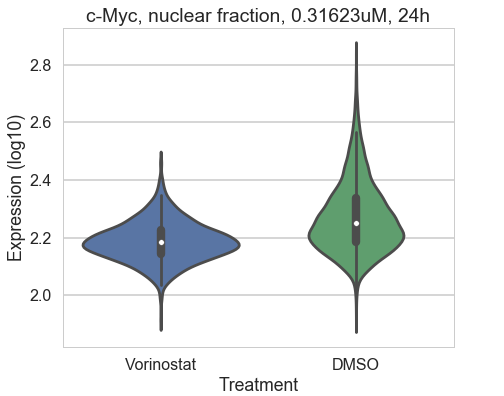 c-Myc, nuclear fraction, 0.31623uM, 24h
Expression (log10)
2.8
2.6
2.4
2.2
2.0
Vorinostat
DMSO
Treatment